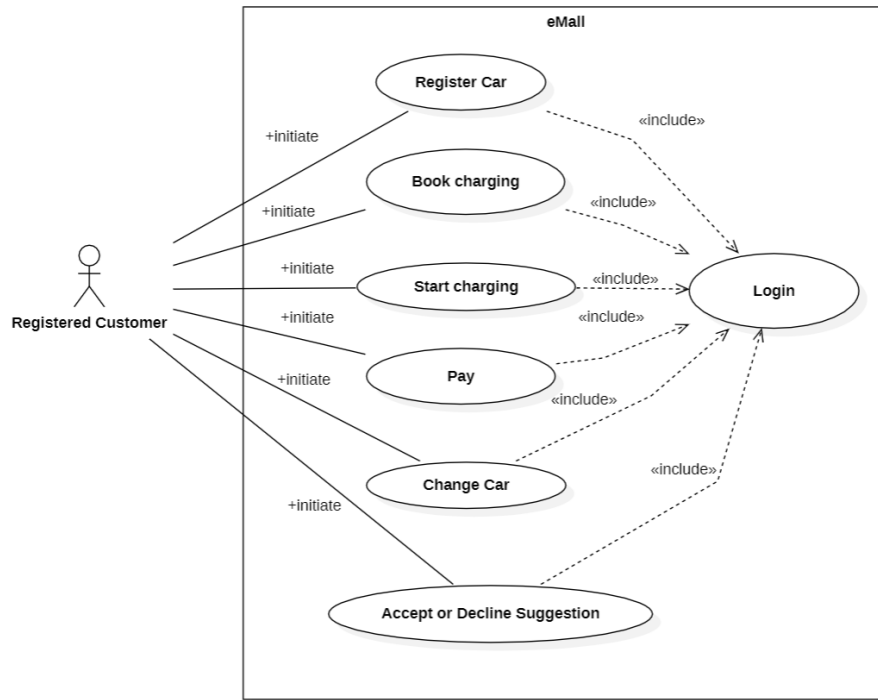 eMall
Register Car
«include»
+initiate
Book charging
«include»
+initiate
+initiate
Start charging
«include»
Login
Registered Customer
+initiate
«include»
Pay
+initiate
«include»
Change Car
«include»
+initiate
Accept or Decline Suggestion